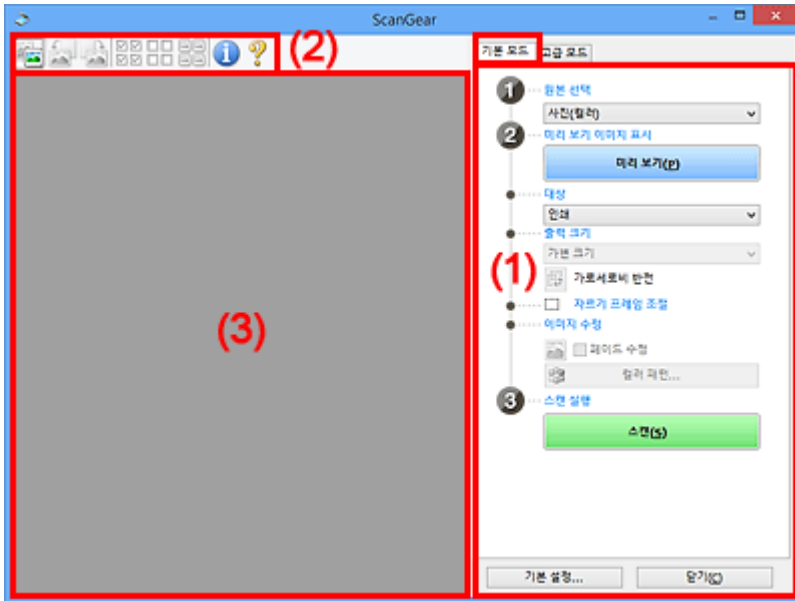 ScanGear
(2)
기본 모드 고급 모드
1 원본 선택
사진(컬러)
2 미리 보기 이미지 표시
미리 보기(P)
대상
인쇄
출력 크기
가변 크기
(1)
가로세로비 반전
자르기 프레임 조절
이미지 수정
페이드 수정
컬러 패턴...
3 스캔 실행
스캔(S)
(3)
기본 설정... 닫기(C)